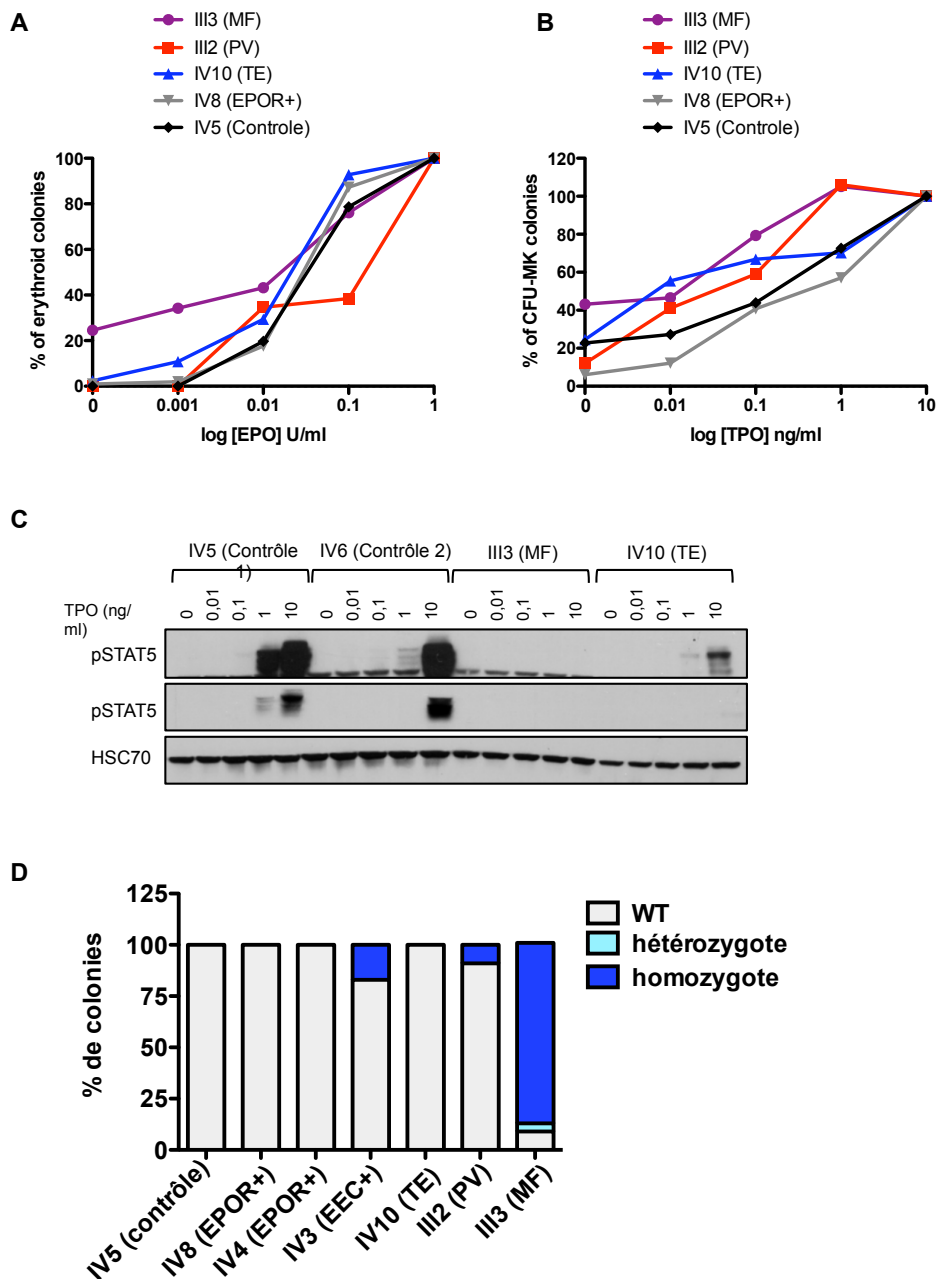 A
III3 (MF)
III2 (PV)
IV10 (TE)
IV8 (EPOR+)
IV5 (Controle)
% of erythroid colonies
100
80
60
40
20
0
0 0.001 0.01 0.1 1
log [EPO] U/ml
B
III3 (MF)
III2 (PV)
IV10 (TE)
IV8 (EPOR+)
IV5 (Controle)
% of CFU-MK colonies
120
100
80
60
40
20
0
0 0.01 0.1 1 10
log [TPO] ng/ml
C
IV5 (Contrôle 1)
IV6 (Contrôle 2)
III3 (MF)
IV10 (TE)
TPO (ng/ml)
0 0,01 0,1 1 10 0 0,01 0,1 1 10 0 0,01 0,1 1 10 0 0,01 0,1 1 10
pSTAT5
pSTAT5
HSC70
D
% de colonies
125
100
75
50
25
0
WT
hétérozygote
homozygote
IV5 (contrôle)
IV8 (EPOR+)
IV4 (EPOR+)
IV3 (EEC+)
IV10 (TE)
III2 (PV)
III3 (MF)